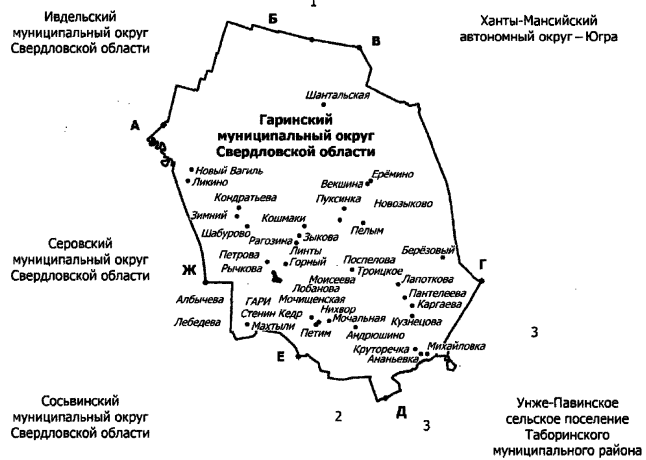 1
Ивдельский
муниципальный округ
Свердловской области
Б
В
Ханты-Мансийский
автономный округ – Югра
Шантальская
Гаринский
муниципальный округ
Свердловской области
А
Новый Вагиль
Ликино
Ерёмино
Векшина
Кондратьева
Пуксинка
Новозыково
Зимний
Кошмаки
Пелым
Шабурово
Зыкова
Рагозина
Серовский
муниципальный округ
Свердловской области
Линты
Берёзовый
Петрова
Горный
Поспелова
Рычкова
Троицкое
Г
Ж
Моисеева
Лапоткова
Лобанова
Пантелеева
Албычева
ГАРИ
Мочищенская
Каргаева
Стенин Кедр
Нихвор
Кузнецова
Лебедева
Махтыли
Мочальная
Петим
Андрюшино
3
Круторечка
Михайловка
Е
Ананьевка
Сосьвинский
муниципальный округ
Свердловской области
2
Д
3
Унже-Павинское
сельское поселение
Таборинского
муниципального района